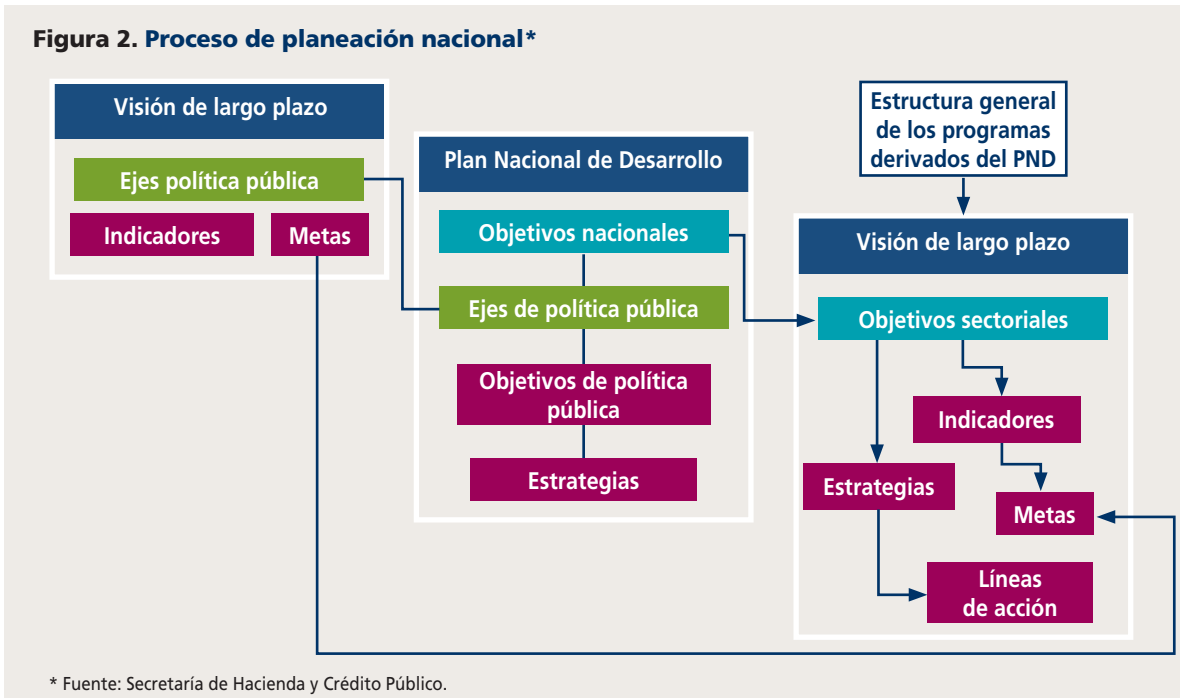 Figura 2. Proceso de planeación nacional*
Visión de largo plazo
Ejes política pública
Indicadores
Metas
Plan Nacional de Desarrollo
Objetivos nacionales
Ejes de política pública
Objetivos de política
pública
Estrategias
Estructura general
de los programas
derivados del PND
Visión de largo plazo
Objetivos sectoriales
Indicadores
Estrategias
Metas
Líneas
de acción
* Fuente: Secretaría de Hacienda y Crédito Público.